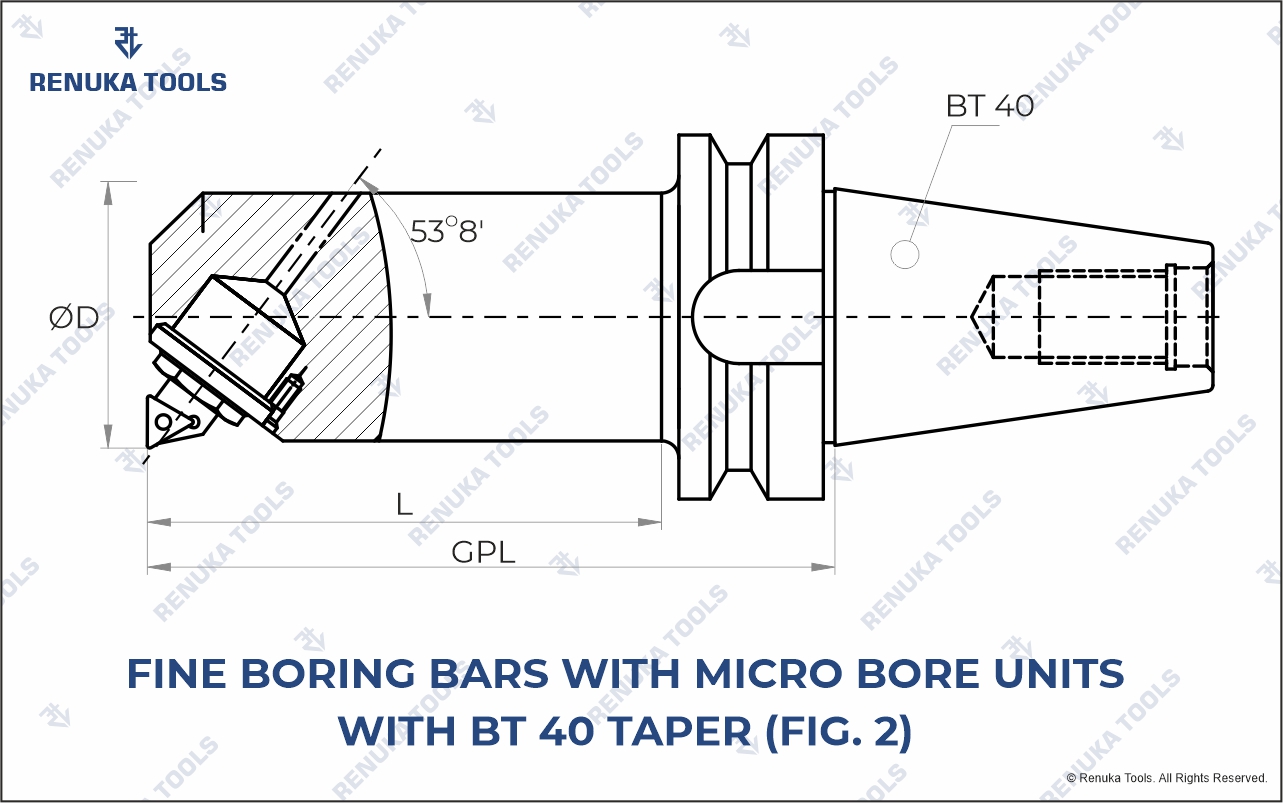 RENUKA TOOLS
BT 40
53°8'
ØD
L
GPL
FINE BORING BARS WITH MICRO BORE UNITS
WITH BT 40 TAPER (FIG. 2)
© Renuka Tools. All Rights Reserved.